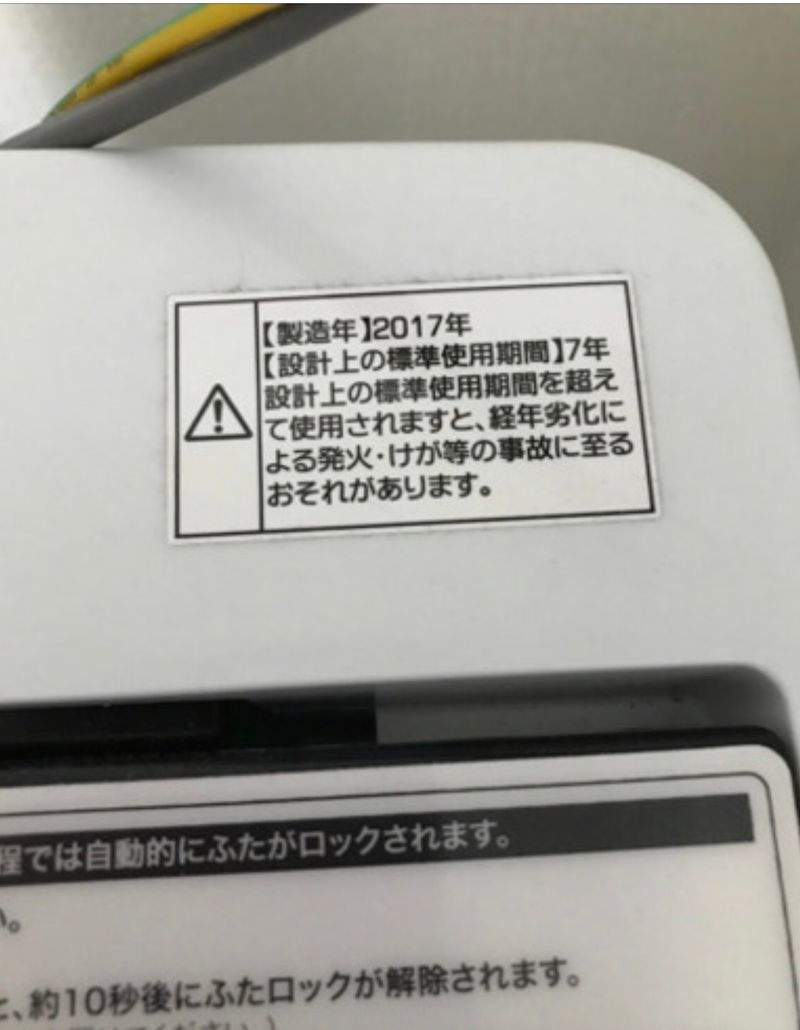 【製造年】2017年
【設計上の標準使用期間】7年
設計上の標準使用期間を超え
て使用されますと、経年劣化に
よる発火・けが等の事故に至る
おそれがあります。
程では自動的にふたがロックされます。
い。
と、約10秒後にふたロックが解除されます。